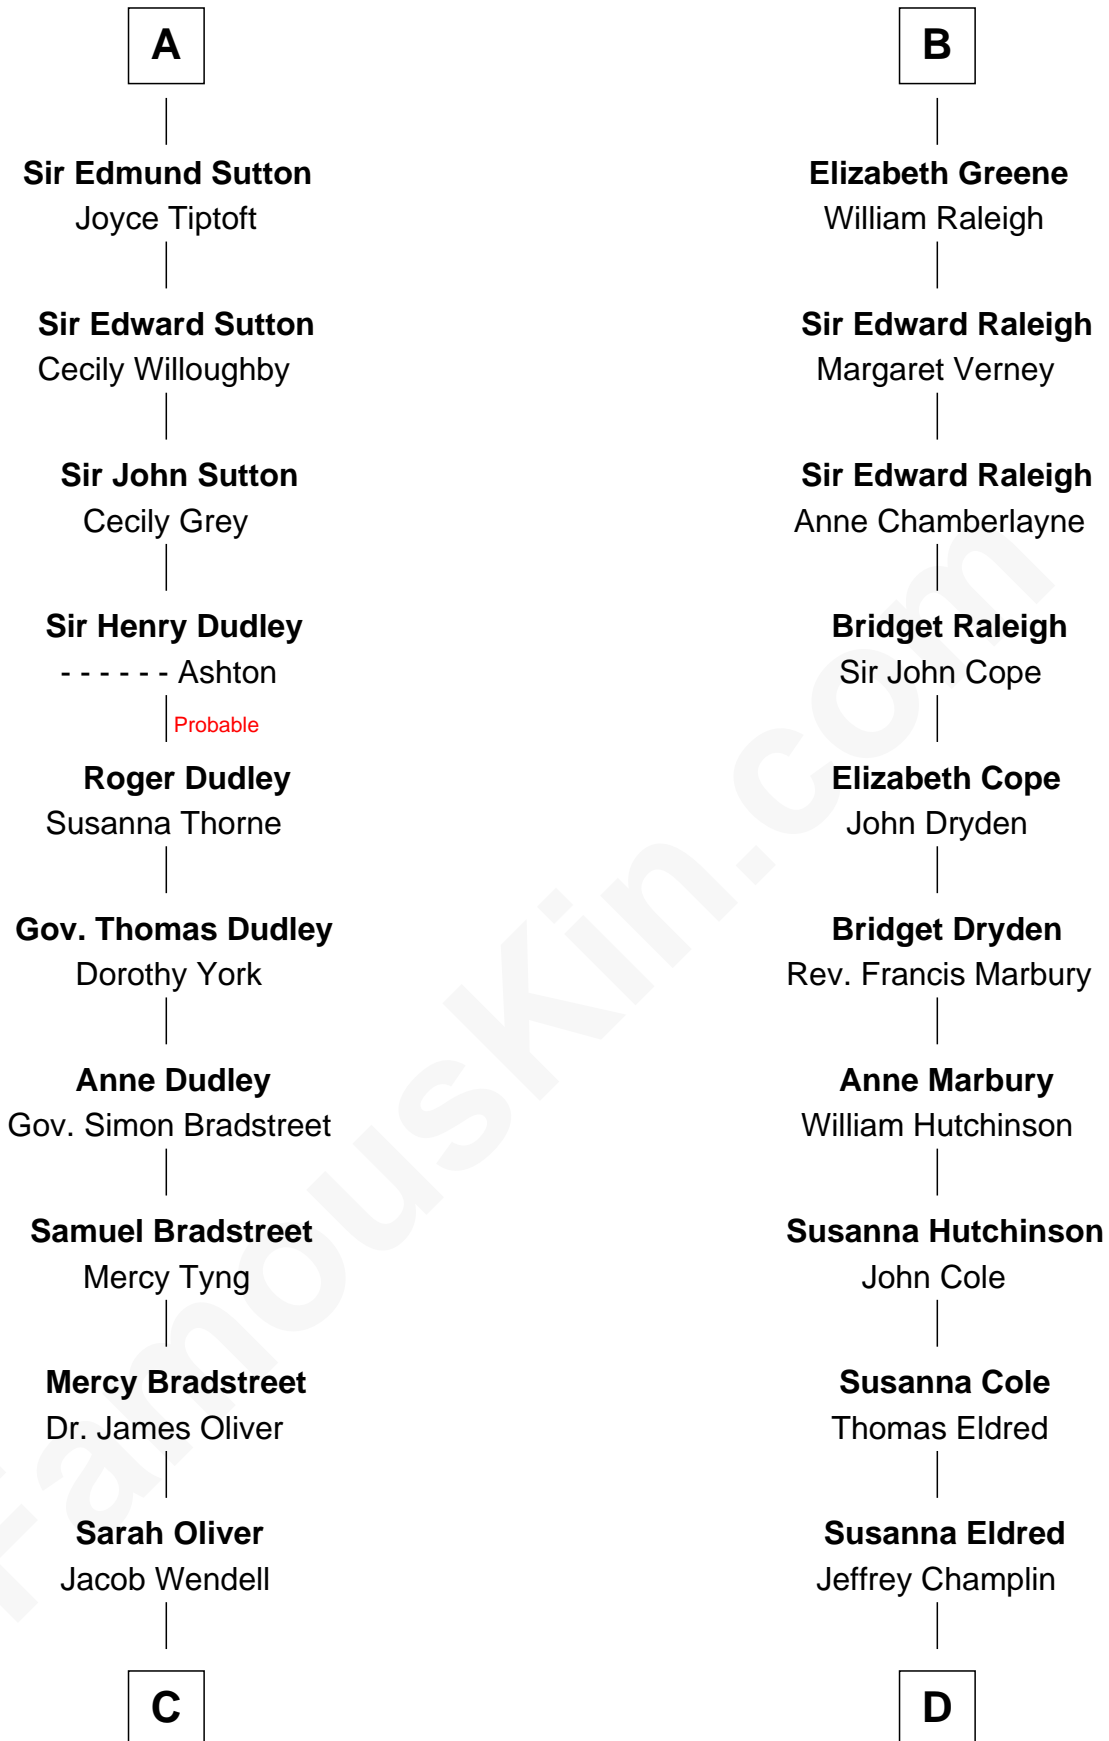 A
Sir Edmund Sutton
Joyce Tiptoft
Sir Edward Sutton
Cecily Willoughby
Sir John Sutton
Cecily Grey
Sir Henry Dudley
- - - - - - Ashton
Probable
Roger Dudley
Susanna Thorne
Gov. Thomas Dudley
Dorothy York
Anne Dudley
Gov. Simon Bradstreet
Samuel Bradstreet
Mercy Tyng
Mercy Bradstreet
Dr. James Oliver
Sarah Oliver
Jacob Wendell
C
B
Elizabeth Greene
William Raleigh
Sir Edward Raleigh
Margaret Verney
Sir Edward Raleigh
Anne Chamberlayne
Bridget Raleigh
Sir John Cope
Elizabeth Cope
John Dryden
Bridget Dryden
Rev. Francis Marbury
Anne Marbury
William Hutchinson
Susanna Hutchinson
John Cole
Susanna Cole
Thomas Eldred
Susanna Eldred
Jeffrey Champlin
D
FamousKin.com